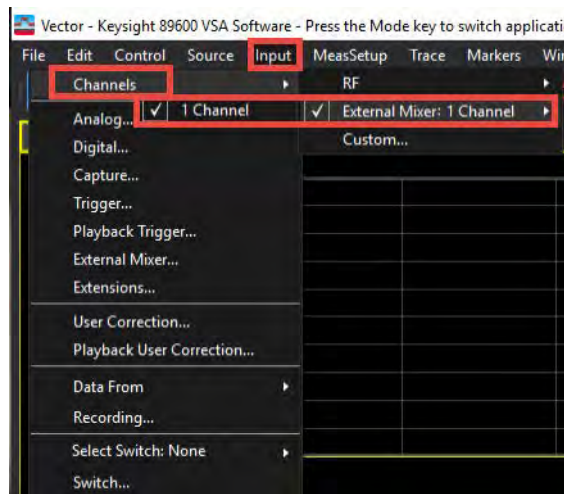 Vector - Keysight 89600 VSA Software - Press the Mode key to switch applicati
File Edit Control Source Input MeasSetup Trace Markers Wi
Channels
RF
Analog...
✓ 1 Channel
✓ External Mixer: 1 Channel
Digital...
Custom...
Capture...
Trigger...
Playback Trigger...
External Mixer...
Extensions...
User Correction...
Playback User Correction...
Data From
Recording...
Select Switch: None
Switch...